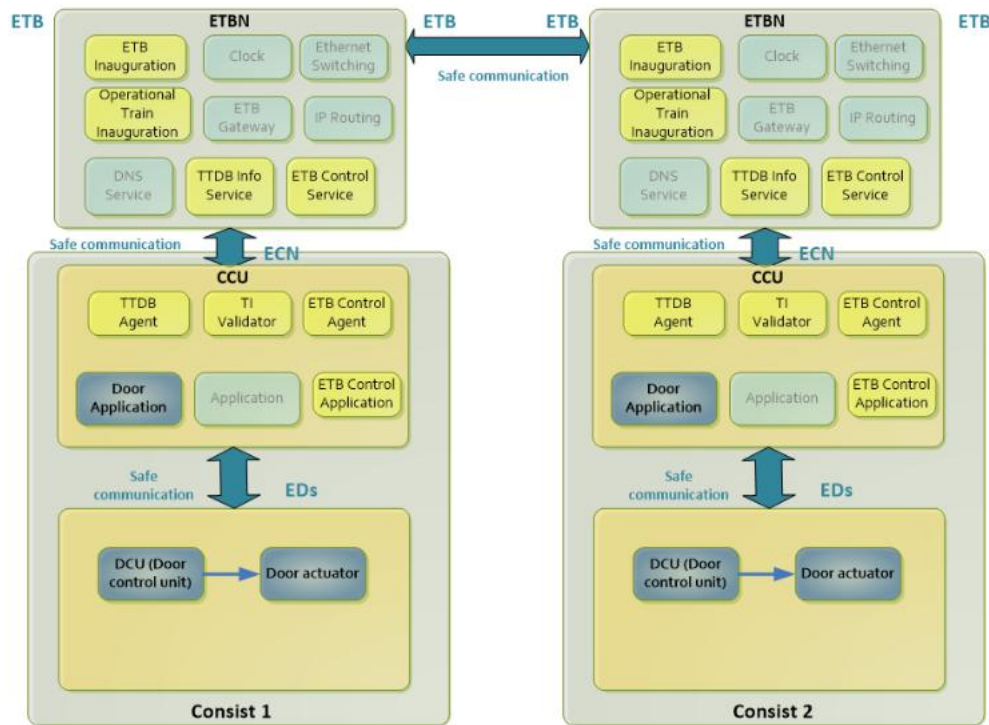 ETB
ETBN
ETB
ETB
ETBN
ETB
ETB
Inauguration
Clock
Ethernet
Switching
Safe communication
ETB
Inauguration
Clock
Ethernet
Switching
Operational
Train
Inauguration
ETB
Gateway
IP Routing
Operational
Train
Inauguration
ETB
Gateway
IP Routing
DNS
Service
TTDB Info
Service
ETB Control
Service
DNS
Service
TTDB Info
Service
ETB Control
Service
Safe communication
ECN
Safe communication
ECN
CCU
TTDB
Agent
TI
Validator
ETB Control
Agent
CCU
TTDB
Agent
TI
Validator
ETB Control
Agent
Door
Application
Application
ETB Control
Application
Door
Application
Application
ETB Control
Application
Safe
communication
EDs
Safe
communication
EDs
DCU (Door
control unit)
Door actuator
DCU (Door
control unit)
Door actuator
Consist 1
Consist 2